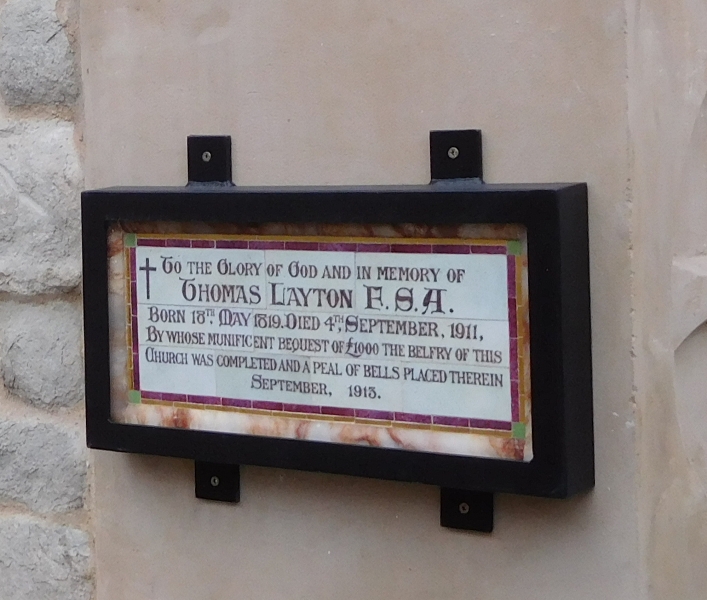 TO THE GLORY OF GOD AND IN MEMORY OF
THOMAS LAYTON F.S.A.
BORN 18TH MAY 1819. DIED 4TH, SEPTEMBER, 1911,
BY WHOSE MUNIFICENT BEQUEST OF £1000 THE BELFRY OF THIS
CHURCH WAS COMPLETED AND A PEAL OF BELLS PLACED THEREIN
SEPTEMBER, 1913.